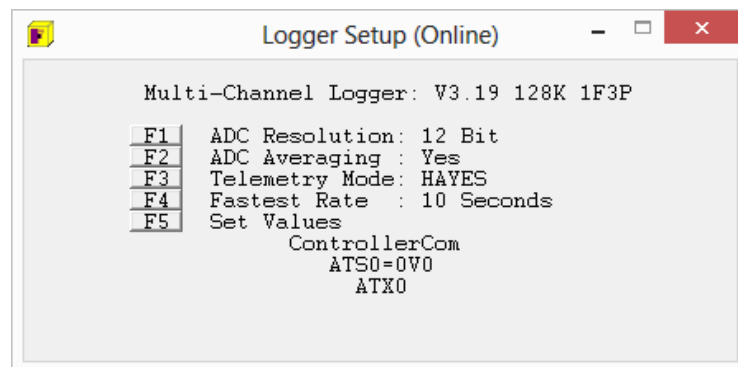 Logger Setup (Online)
Multi-Channel Logger: V3.19 128K 1F3P
F1 ADC Resolution: 12 Bit
F2 ADC Averaging : Yes
F3 Telemetry Mode: HAYES
F4 Fastest Rate : 10 Seconds
F5 Set Values
ControllerCom
ATS0=0V0
ATX0